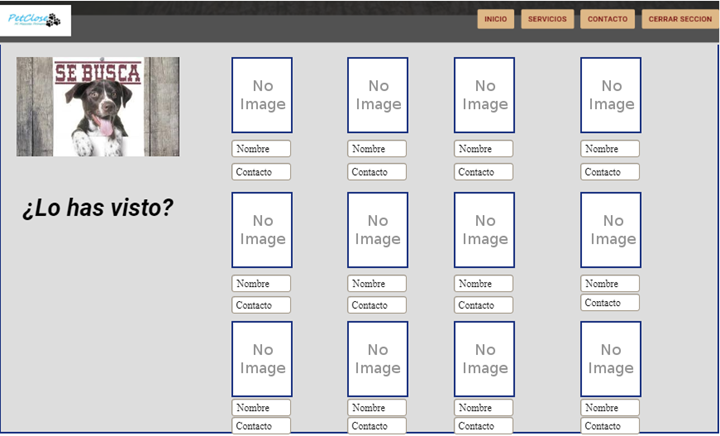 PetClose
INICIO
SERVICIOS
CONTACTO
CERRAR SECCION
SE BUSCA
¿Lo has visto?
No Image
No Image
No Image
No Image
Nombre
Nombre
Nombre
Nombre
Contacto
Contacto
Contacto
Contacto
No Image
No Image
No Image
No Image
Nombre
Nombre
Nombre
Nombre
Contacto
Contacto
Contacto
Contacto
No Image
No Image
No Image
No Image
Nombre
Nombre
Nombre
Nombre
Contacto
Contacto
Contacto
Contacto